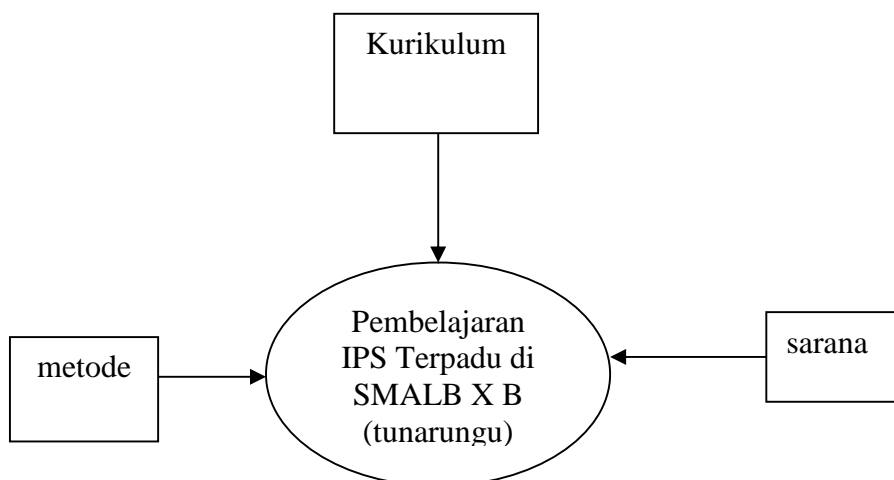 Kurikulum
Pembelajaran
IPS Terpadu di
SMALB X B
(tunarungu)
metode
sarana